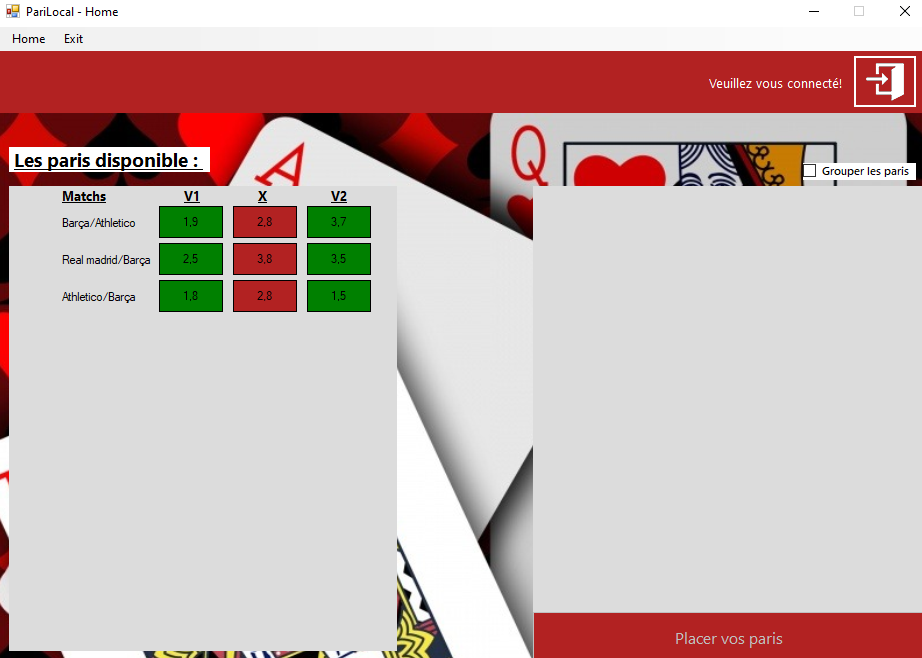 PariLocal - Home
Home Exit
Veuillez vous connecté!
A
Q
Les paris disponible :
Grouper les paris
Matchs V1 X V2
Barça/Athletico 1,9 2,8 3,7
Real madrid/Barça 2,5 3,8 3,5
Athletico/Barça 1,8 2,8 1,5
Placer vos paris